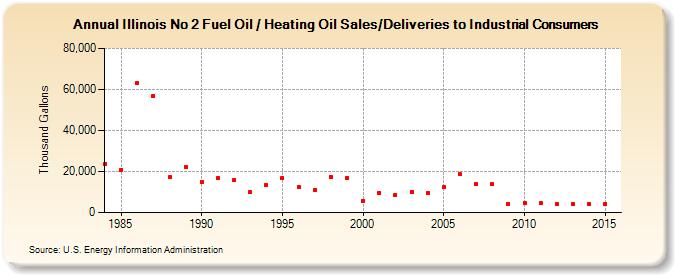 Annual Illinois No 2 Fuel Oil / Heating Oil Sales/Deliveries to Industrial Consumers
Thousand Gallons
80,000
60,000
40,000
20,000
0
1985 1990 1995 2000 2005 2010 2015
Source: U.S. Energy Information Administration